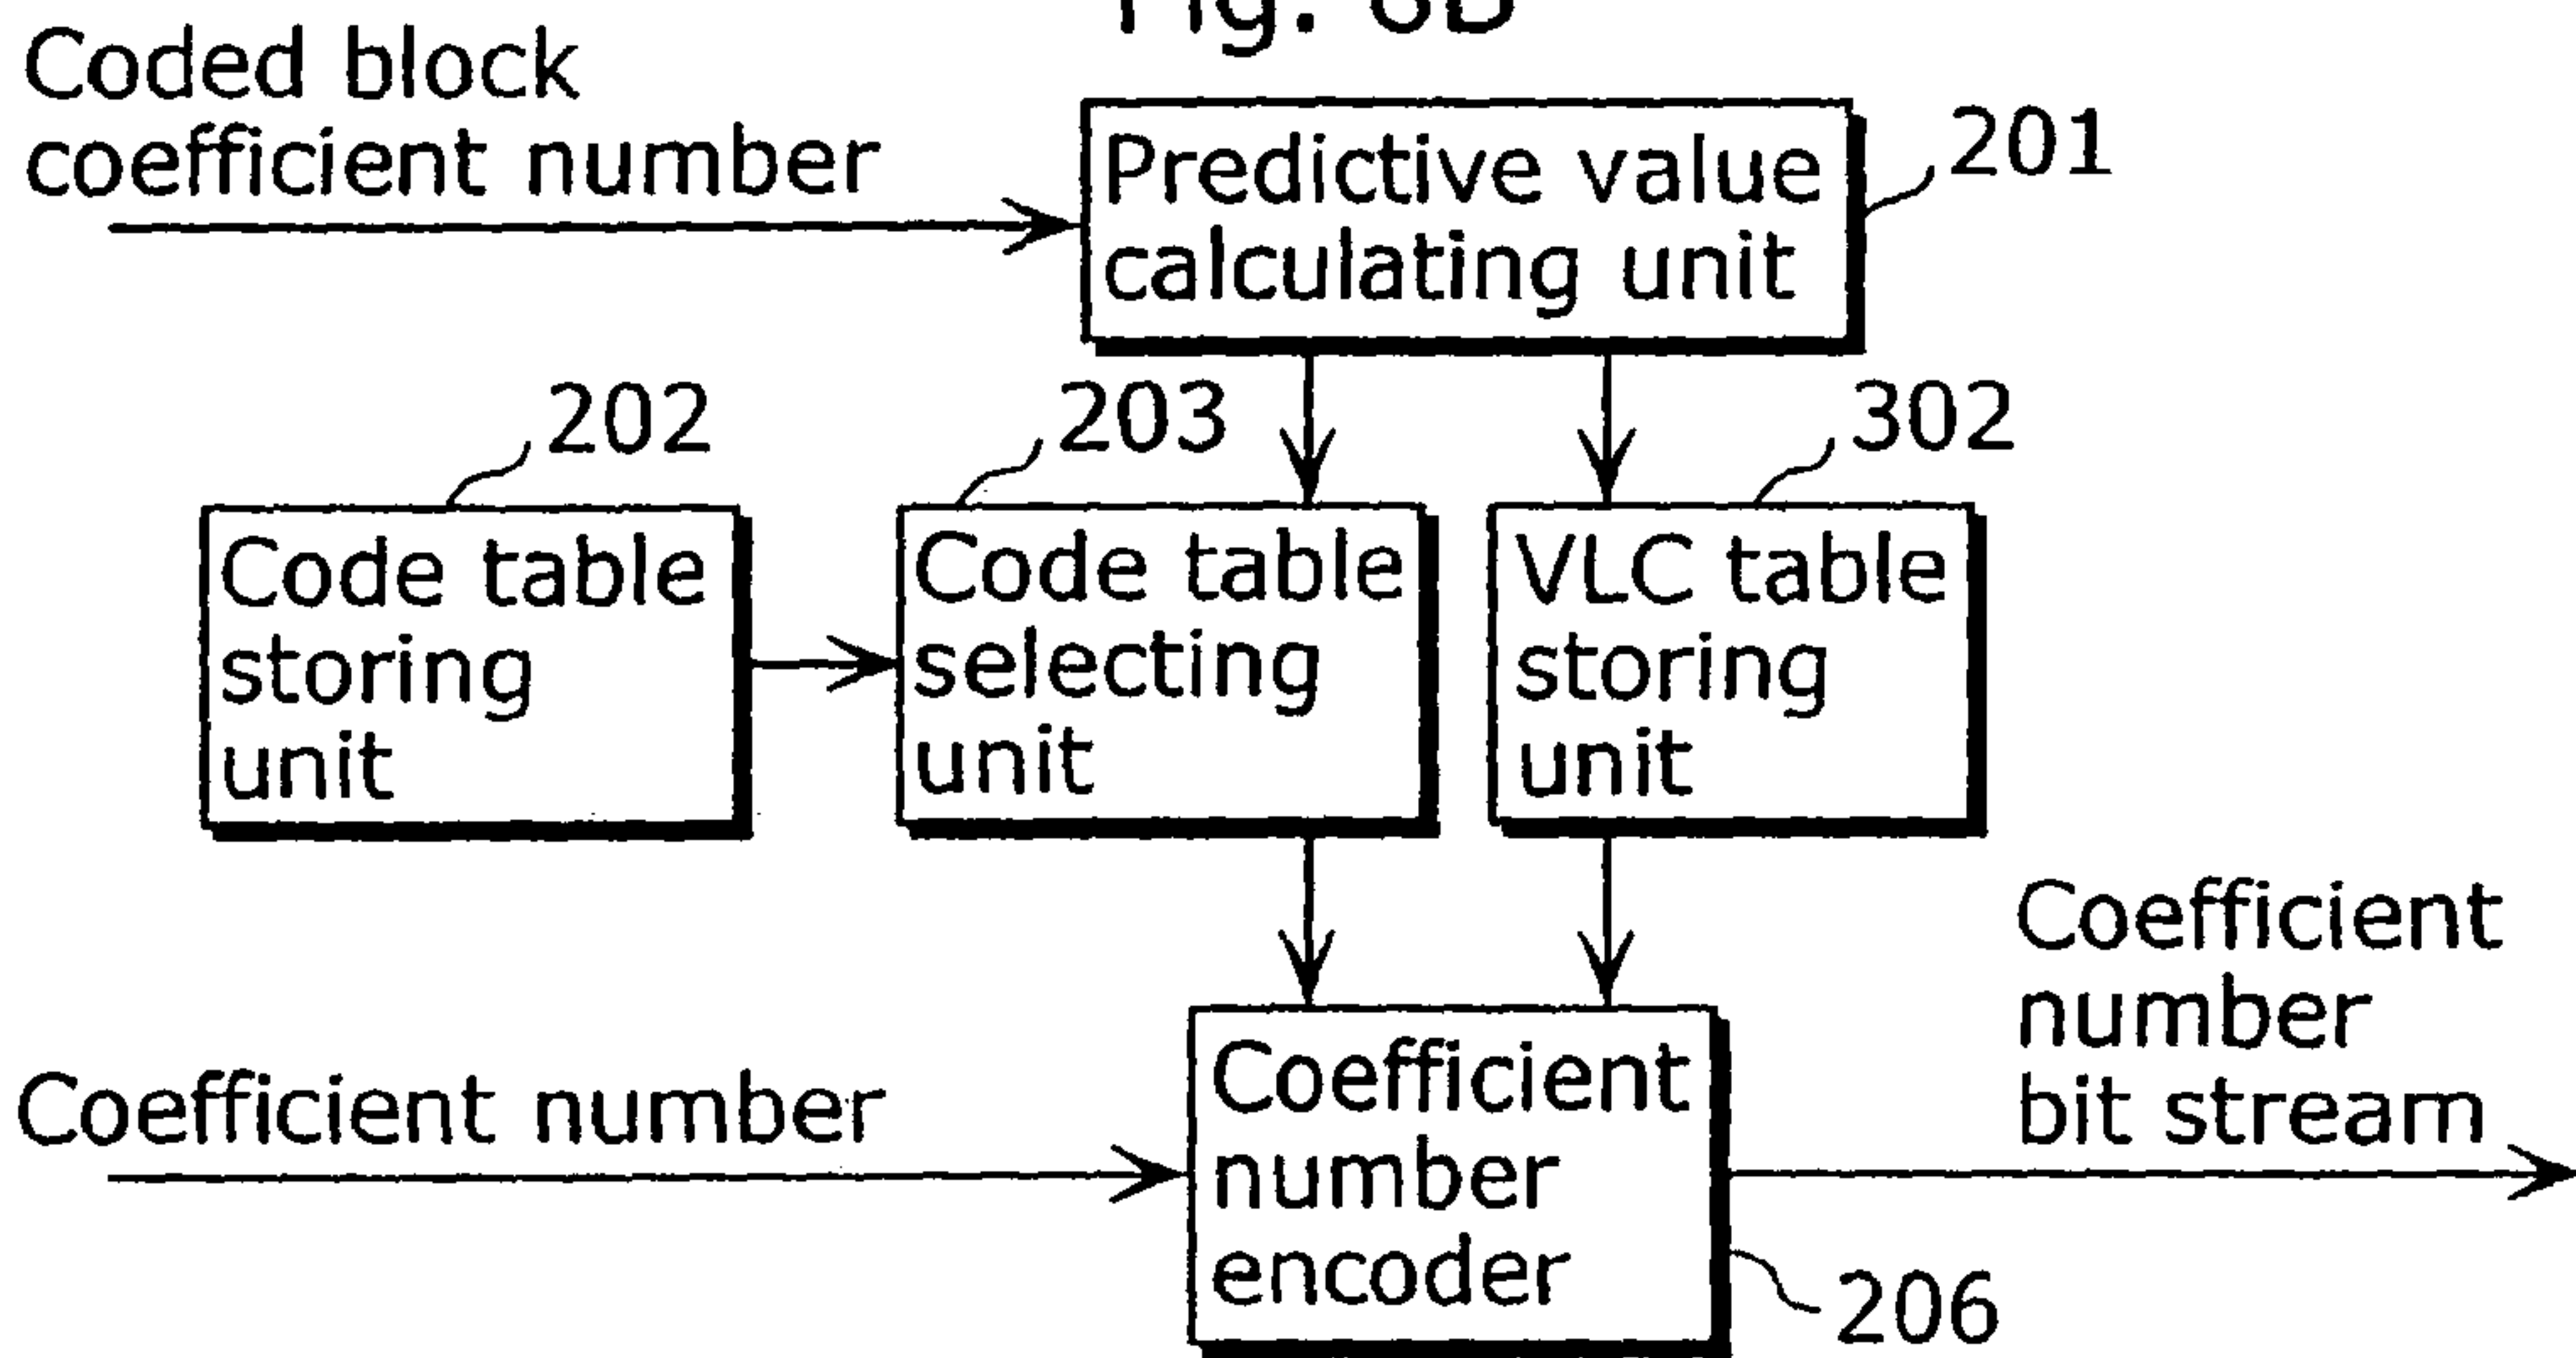 Coded block
coefficient number
Predictive value
calculating unit
201
202
203
302
Code table
storing
unit
Code table
selecting
unit
VLC table
storing
unit
Coefficient number
Coefficient
number
encoder
206
Coefficient
number
bit stream